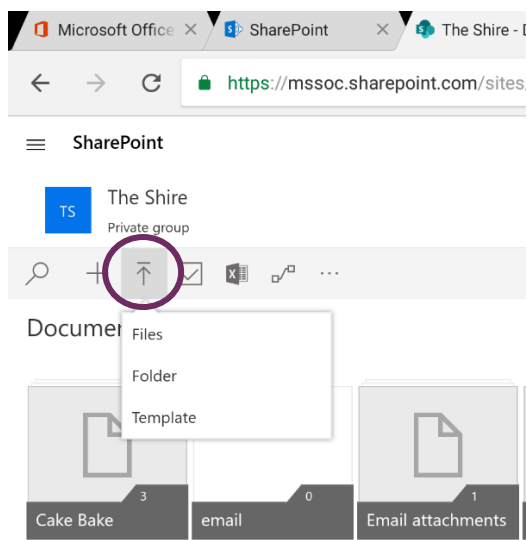 Microsoft Office
SharePoint
The Shire - D
https://mssoc.sharepoint.com/sites
SharePoint
TS
The Shire
Private group
Documen
Files
Folder
Template
3
Cake Bake
0
email
1
Email attachments